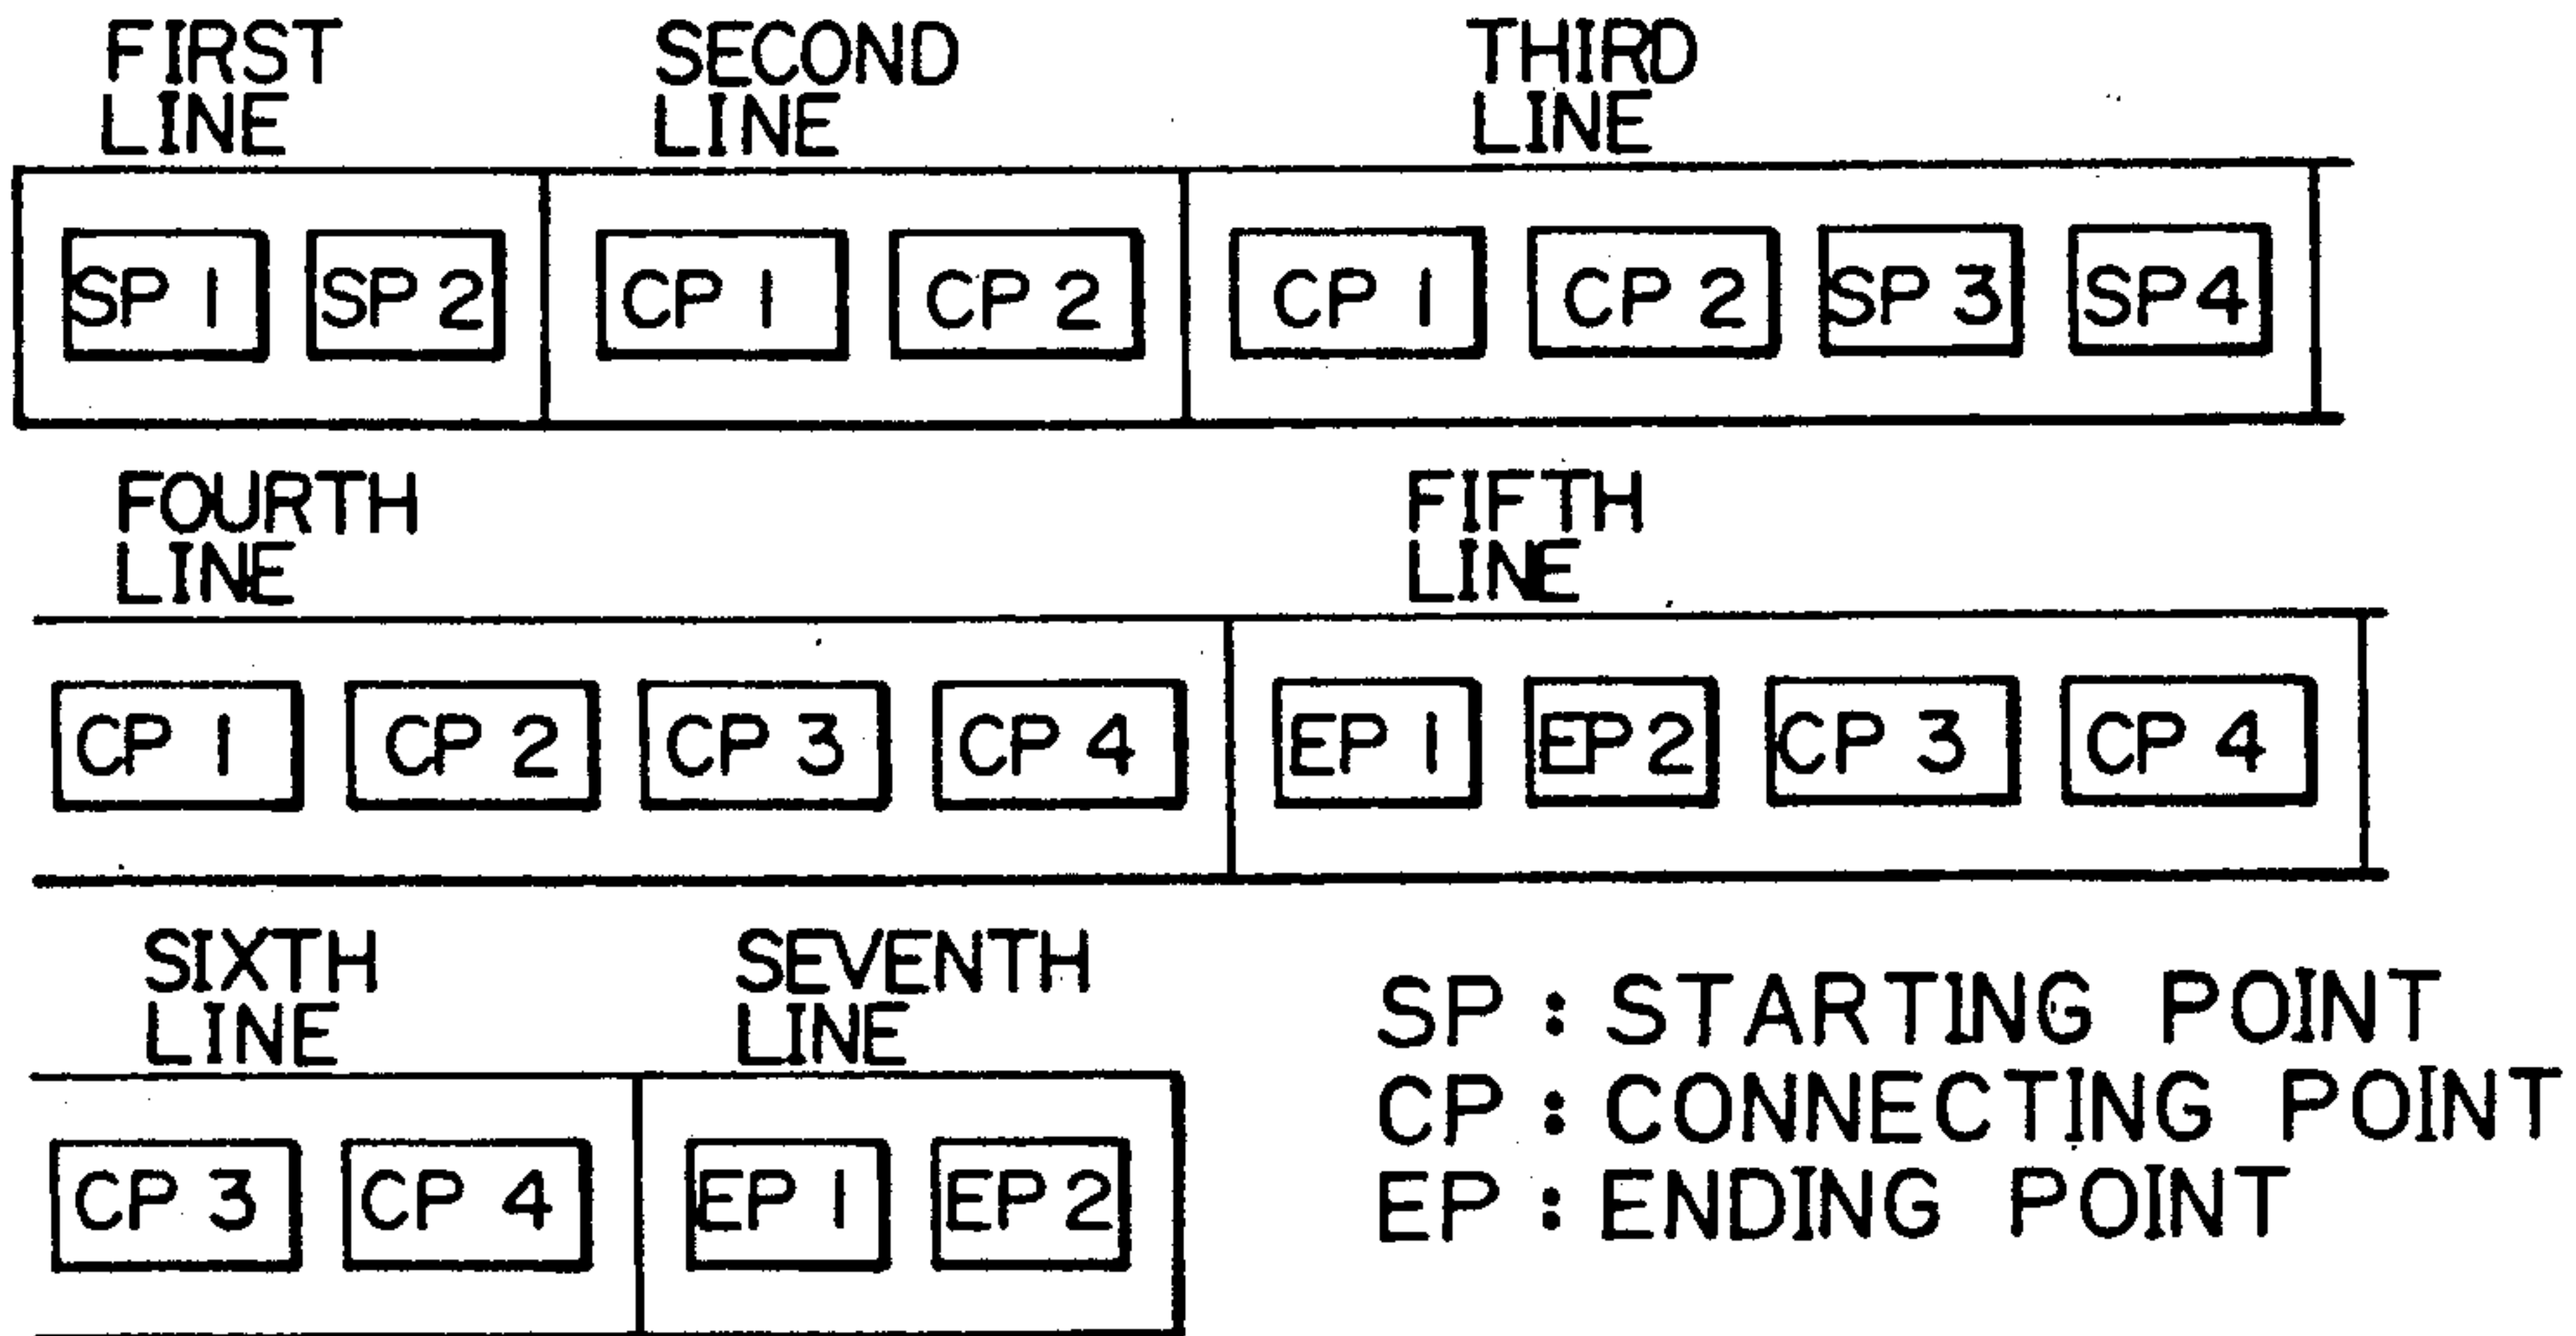 FIRST LINE
SECOND LINE
THIRD LINE
SP 1 SP 2 CP 1 CP 2 CP 1 CP 2 SP 3 SP 4
FOURTH LINE
FIFTH LINE
CP 1 CP 2 CP 3 CP 4 EP 1 EP 2 CP 3 CP 4
SIXTH LINE
SEVENTH LINE
CP 3 CP 4 EP 1 EP 2
SP : STARTING POINT
CP : CONNECTING POINT
EP : ENDING POINT